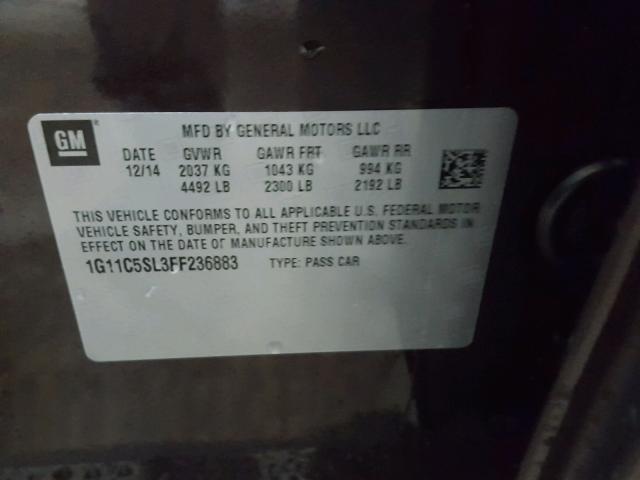 GM
MFD BY GENERAL MOTORS LLC
DATE GVWR GAWR FRT GAWR RR
12/14 2037 KG 1043 KG 994 KG
4492 LB 2300 LB 2192 LB
THIS VEHICLE CONFORMS TO ALL APPLICABLE U.S. FEDERAL MOTOR
VEHICLE SAFETY, BUMPER, AND THEFT PREVENTION STANDARDS IN
EFFECT ON THE DATE OF MANUFACTURE SHOWN ABOVE.
1G11C5SL3FF236883 TYPE: PASS CAR